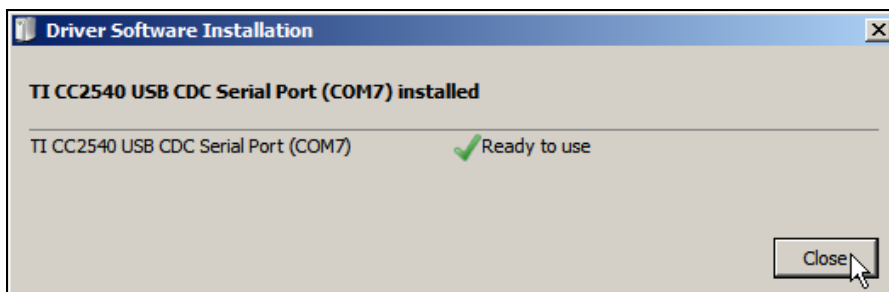 Driver Software Installation
TI CC2540 USB CDC Serial Port (COM7) installed
TI CC2540 USB CDC Serial Port (COM7) Ready to use
Close